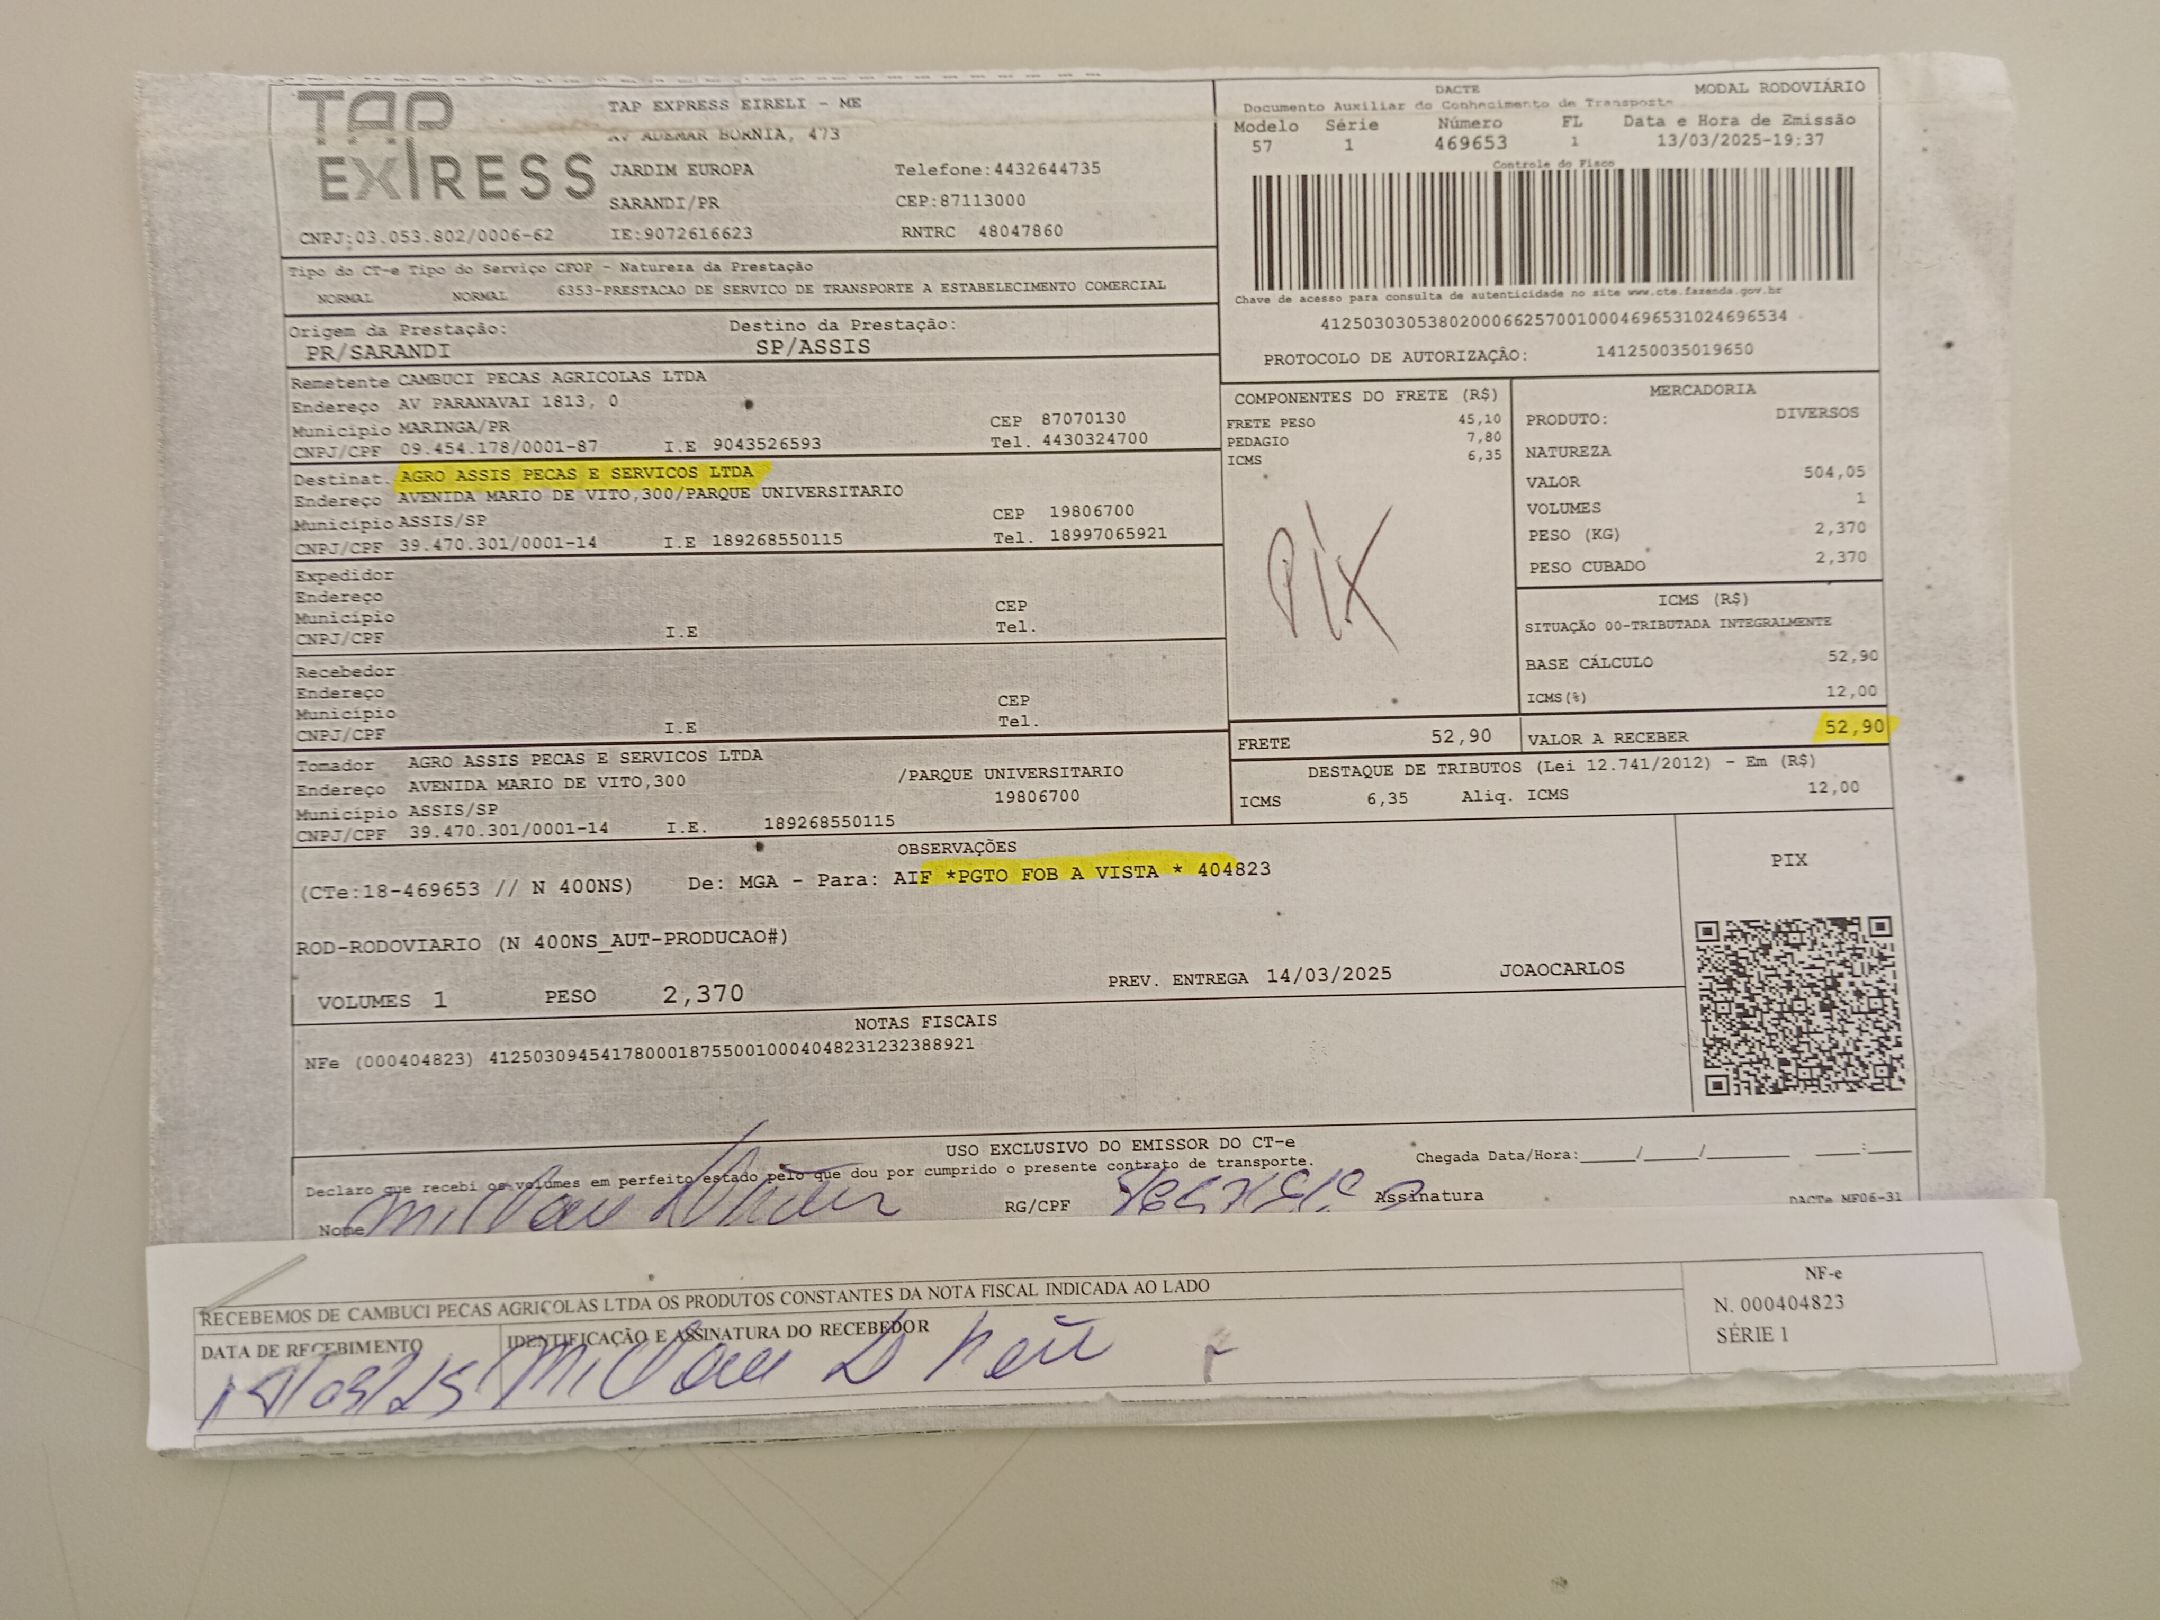 TAP EXPRESS
TAP EXPRESS EIRELI - ME
AV ADEMAR BORNIA, 473
JARDIM EUROPA Telefone:4432644735
SARANDI/PR CEP:87113000
CNPJ:03.053.802/0006-62 IE:9072616623 RNTRC 48047860
DACTE MODAL RODOVIÁRIO
Documento Auxiliar do Conhecimento de Transporte
Modelo Série Número FL Data e Hora de Emissão
57 1 469653 1 13/03/2025-19:37
Controle do Fisco
Chave de acesso para consulta de autenticidade no site www.cte.fazenda.gov.br
41250303053802000662570010004696531024696534
PROTOCOLO DE AUTORIZAÇÃO: 141250035019650
Tipo do CT-e Tipo do Serviço CFOP - Natureza da Prestação
NORMAL NORMAL 6353-PRESTACAO DE SERVICO DE TRANSPORTE A ESTABELECIMENTO COMERCIAL
Origem da Prestação: Destino da Prestação:
PR/SARANDI SP/ASSIS
Remetente CAMBUCI PECAS AGRICOLAS LTDA
Endereço AV PARANAVAI 1813, 0
Município MARINGA/PR CEP 87070130
CNPJ/CPF 09.454.178/0001-87 I.E 9043526593 Tel. 4430324700
Destinat. AGRO ASSIS PECAS E SERVICOS LTDA
Endereço AVENIDA MARIO DE VITO,300/PARQUE UNIVERSITARIO
Município ASSIS/SP CEP 19806700
CNPJ/CPF 39.470.301/0001-14 I.E 189268550115 Tel. 18997065921
Expedidor
Endereço
Município CEP
CNPJ/CPF I.E Tel.
Recebedor
Endereço
Município CEP
CNPJ/CPF I.E Tel.
Tomador AGRO ASSIS PECAS E SERVICOS LTDA
Endereço AVENIDA MARIO DE VITO,300 /PARQUE UNIVERSITARIO
Município ASSIS/SP 19806700
CNPJ/CPF 39.470.301/0001-14 I.E. 189268550115
COMPONENTES DO FRETE (R$)
FRETE PESO 45,10
PEDAGIO 7,80
ICMS 6,35
PIX
MERCADORIA
PRODUTO: DIVERSOS
NATUREZA
VALOR 504,05
VOLUMES 1
PESO (KG) 2,370
PESO CUBADO 2,370
ICMS (R$)
SITUAÇÃO 00-TRIBUTADA INTEGRALMENTE
BASE CÁLCULO 52,90
ICMS(%) 12,00
FRETE 52,90 VALOR A RECEBER 52,90
DESTAQUE DE TRIBUTOS (Lei 12.741/2012) - Em (R$)
ICMS 6,35 Aliq. ICMS 12,00
OBSERVAÇÕES
(CTe:18-469653 // N 400NS) De: MGA - Para: AIF *PGTO FOB A VISTA * 404823
ROD-RODOVIARIO (N 400NS_AUT-PRODUCAO#)
VOLUMES 1 PESO 2,370 PREV. ENTREGA 14/03/2025 JOAOCARLOS
PIX
NOTAS FISCAIS
NFe (000404823) 41250309454178000187550010004048231232388921
USO EXCLUSIVO DO EMISSOR DO CT-e
Declaro que recebi os volumes em perfeito estado pelo que dou por cumprido o presente contrato de transporte.
Chegada Data/Hora:_____/_____/_______ ____:____
Nome RG/CPF Assinatura DACTe MF06-31
RECEBEMOS DE CAMBUCI PECAS AGRICOLAS LTDA OS PRODUTOS CONSTANTES DA NOTA FISCAL INDICADA AO LADO
DATA DE RECEBIMENTO IDENTIFICAÇÃO E ASSINATURA DO RECEBEDOR
14/03/25
NF-e
N. 000404823
SÉRIE 1